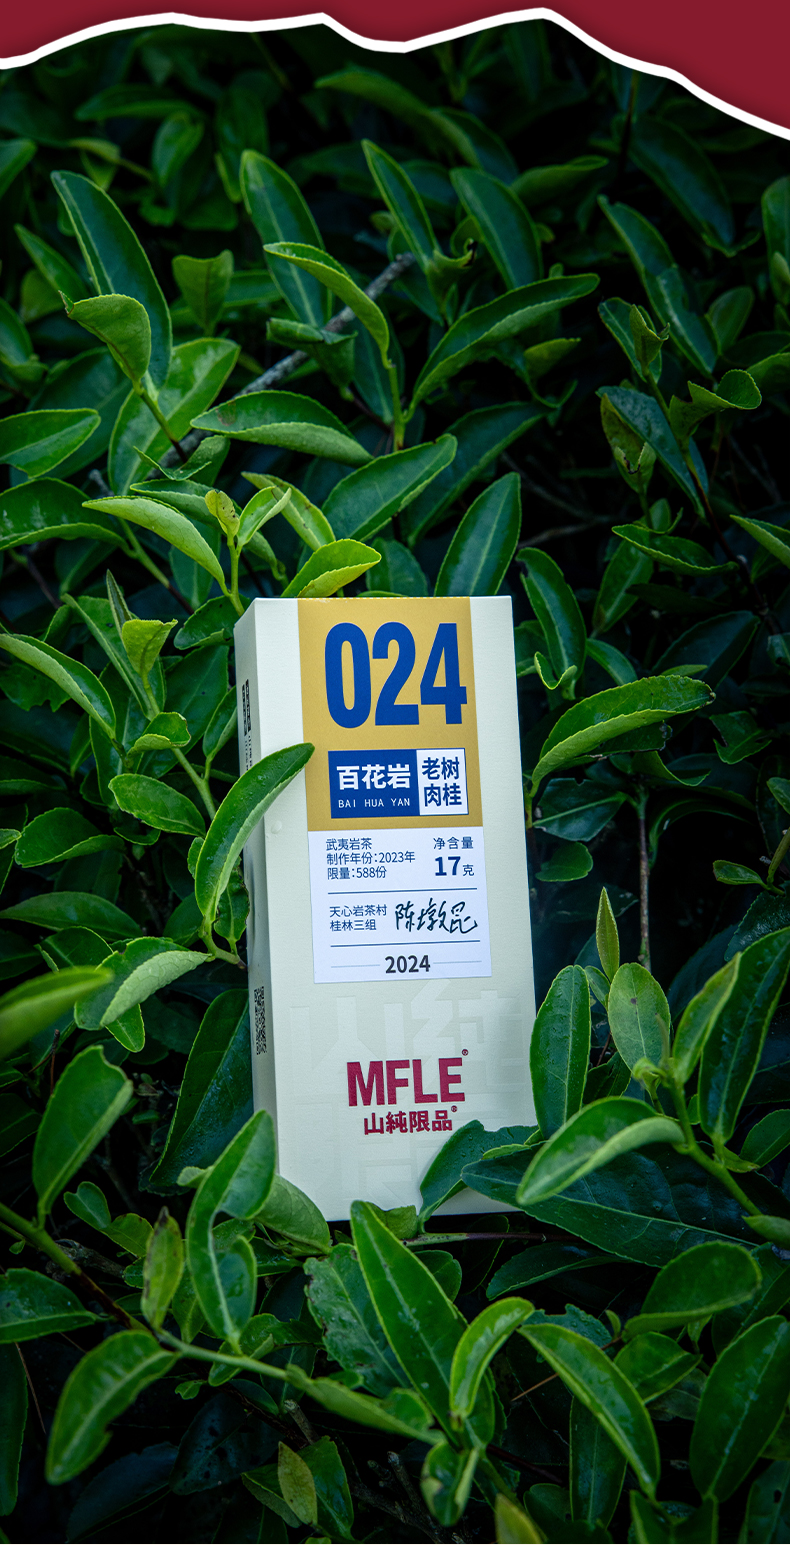 024
百花岩
BAI HUA YAN
老树
肉桂
武夷岩茶
制作年份:2023年
限量:588份
净含量
17克
天心岩茶村
桂林三组
陈墩昆
2024
MFLE®
山純限品®